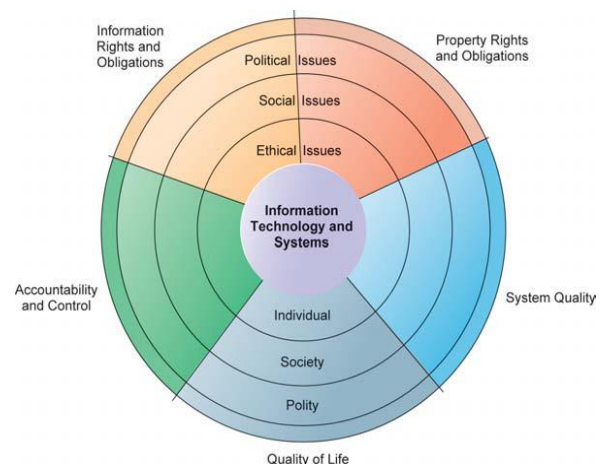 Information
Rights and
Obligations
Property Rights
and Obligations
Political Issues
Social Issues
Ethical Issues
Information
Technology and
Systems
Accountability
and Control
System Quality
Individual
Society
Polity
Quality of Life